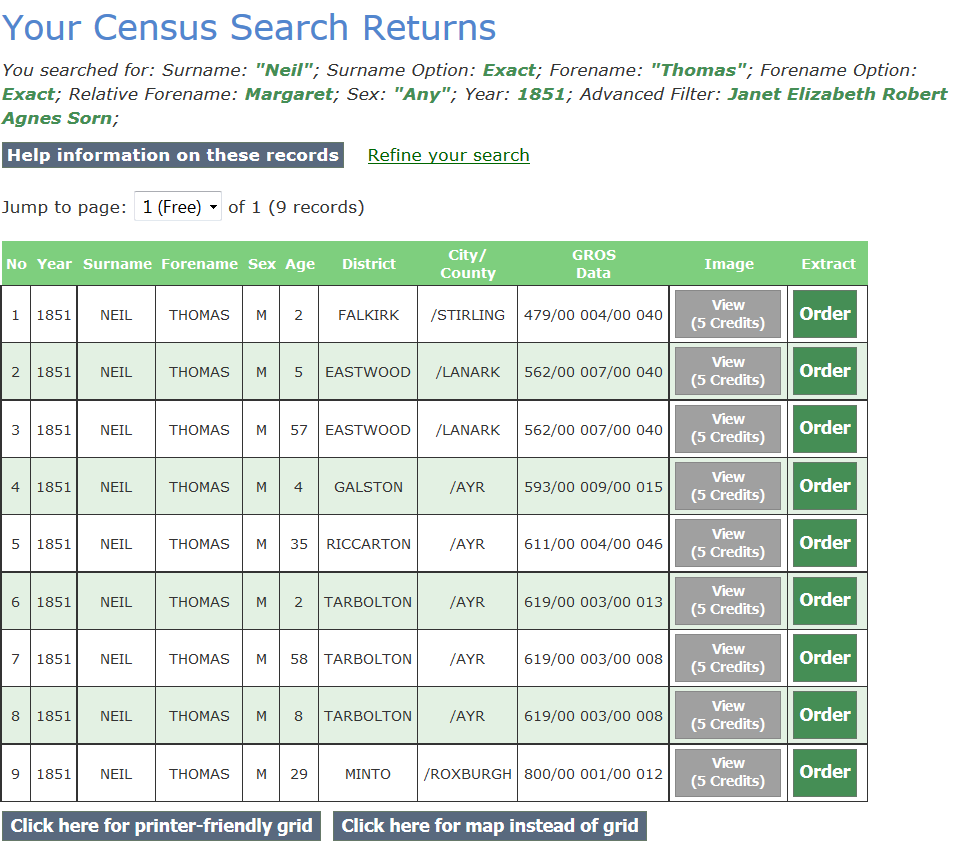 Your Census Search Returns
You searched for: Surname: "Neil"; Surname Option: Exact; Forename: "Thomas"; Forename Option:
Exact; Relative Forename: Margaret; Sex: "Any"; Year: 1851; Advanced Filter: Janet Elizabeth Robert
Agnes Sorn;
Help information on these records Refine your search
Jump to page: 1 (Free) of 1 (9 records)
No Year Surname Forename Sex Age District City/ County GROS Data Image Extract
1 1851 NEIL THOMAS M 2 FALKIRK /STIRLING 479/00 004/00 040 View (5 Credits) Order
2 1851 NEIL THOMAS M 5 EASTWOOD /LANARK 562/00 007/00 040 View (5 Credits) Order
3 1851 NEIL THOMAS M 57 EASTWOOD /LANARK 562/00 007/00 040 View (5 Credits) Order
4 1851 NEIL THOMAS M 4 GALSTON /AYR 593/00 009/00 015 View (5 Credits) Order
5 1851 NEIL THOMAS M 35 RICCARTON /AYR 611/00 004/00 046 View (5 Credits) Order
6 1851 NEIL THOMAS M 2 TARBOLTON /AYR 619/00 003/00 013 View (5 Credits) Order
7 1851 NEIL THOMAS M 58 TARBOLTON /AYR 619/00 003/00 008 View (5 Credits) Order
8 1851 NEIL THOMAS M 8 TARBOLTON /AYR 619/00 003/00 008 View (5 Credits) Order
9 1851 NEIL THOMAS M 29 MINTO /ROXBURGH 800/00 001/00 012 View (5 Credits) Order
Click here for printer-friendly grid Click here for map instead of grid